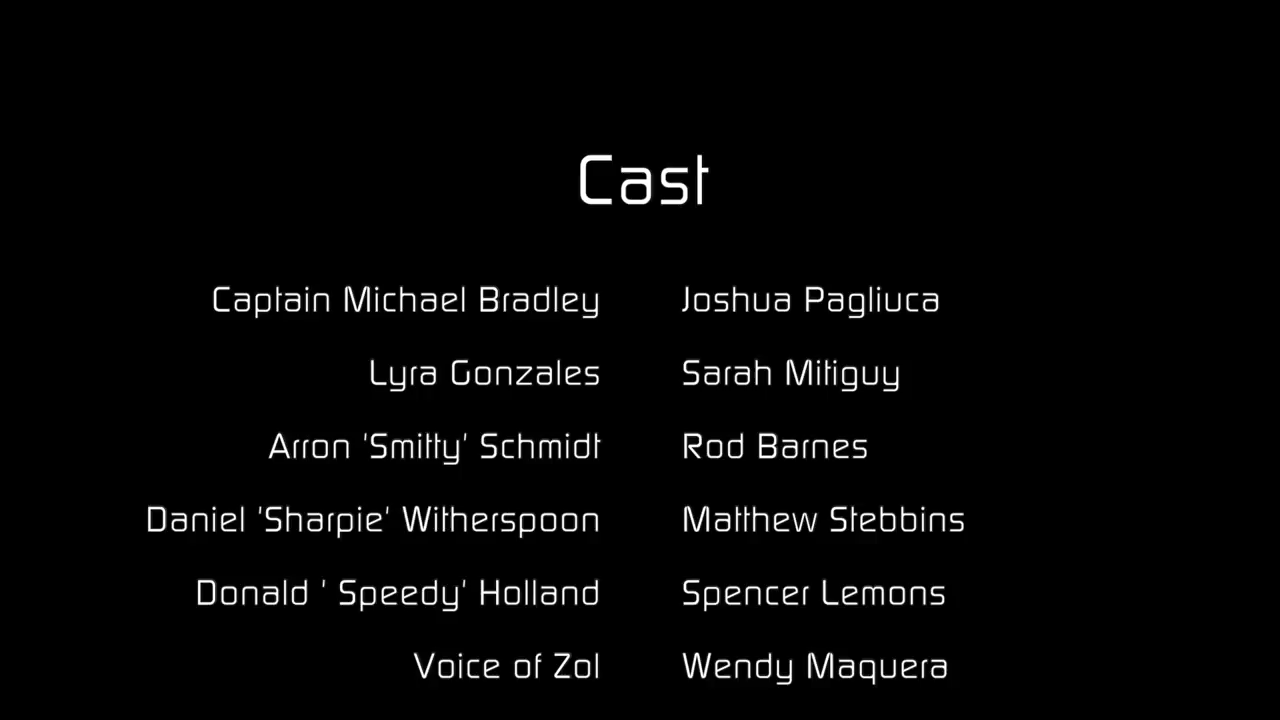 Cast
Captain Michael Bradley Joshua Pagliuca
Lyra Gonzales Sarah Mitiguy
Arron 'Smitty' Schmidt Rod Barnes
Daniel 'Sharpie' Witherspoon Matthew Stebbins
Donald ' Speedy' Holland Spencer Lemons
Voice of Zol Wendy Maquera